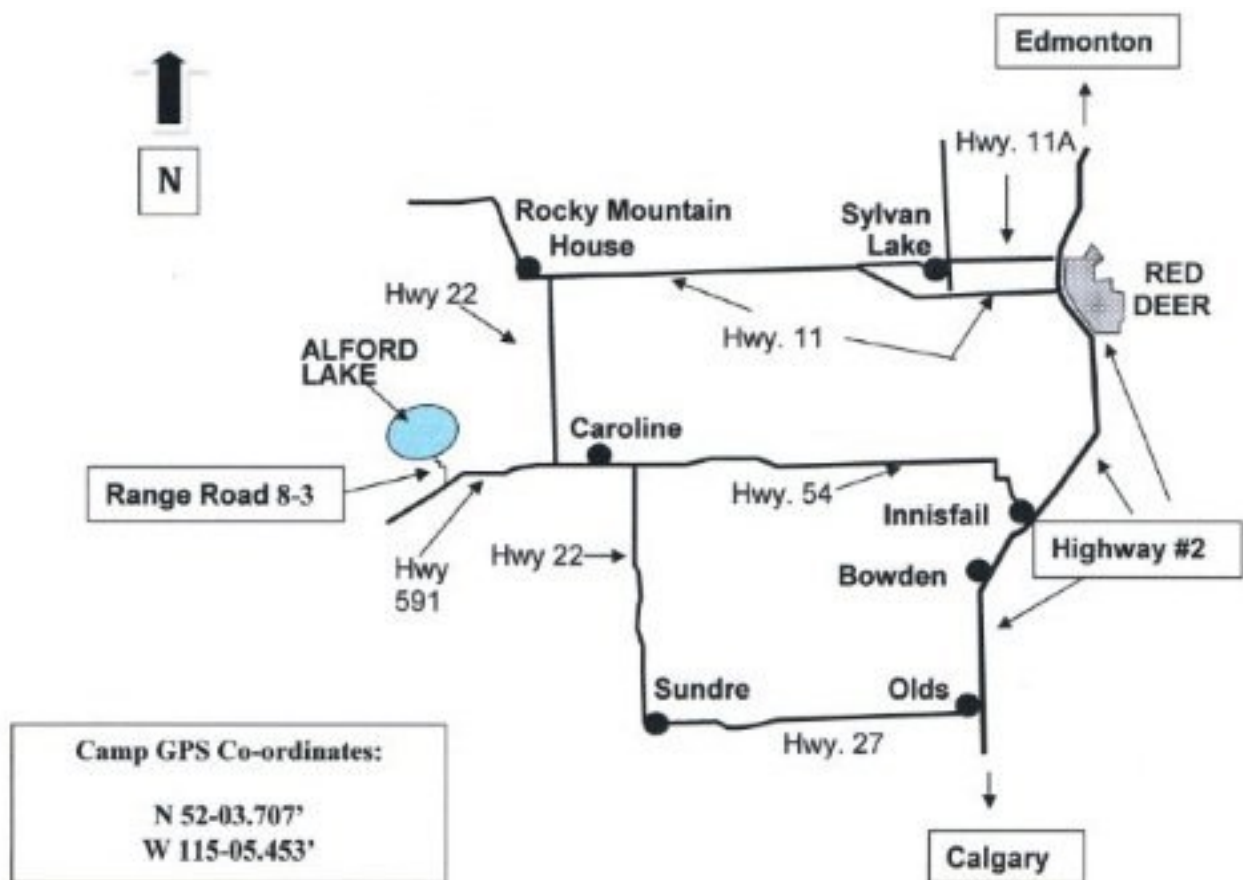 Edmonton
N
Hwy. 11A
Rocky Mountain
House
Sylvan
Lake
RED
DEER
Hwy 22
Hwy. 11
ALFORD
LAKE
Caroline
Range Road 8-3
Hwy. 54
Innisfail
Highway #2
Hwy 22
Hwy
591
Bowden
Sundre
Olds
Hwy. 27
Camp GPS Co-ordinates:
N 52-03.707’
W 115-05.453’
Calgary